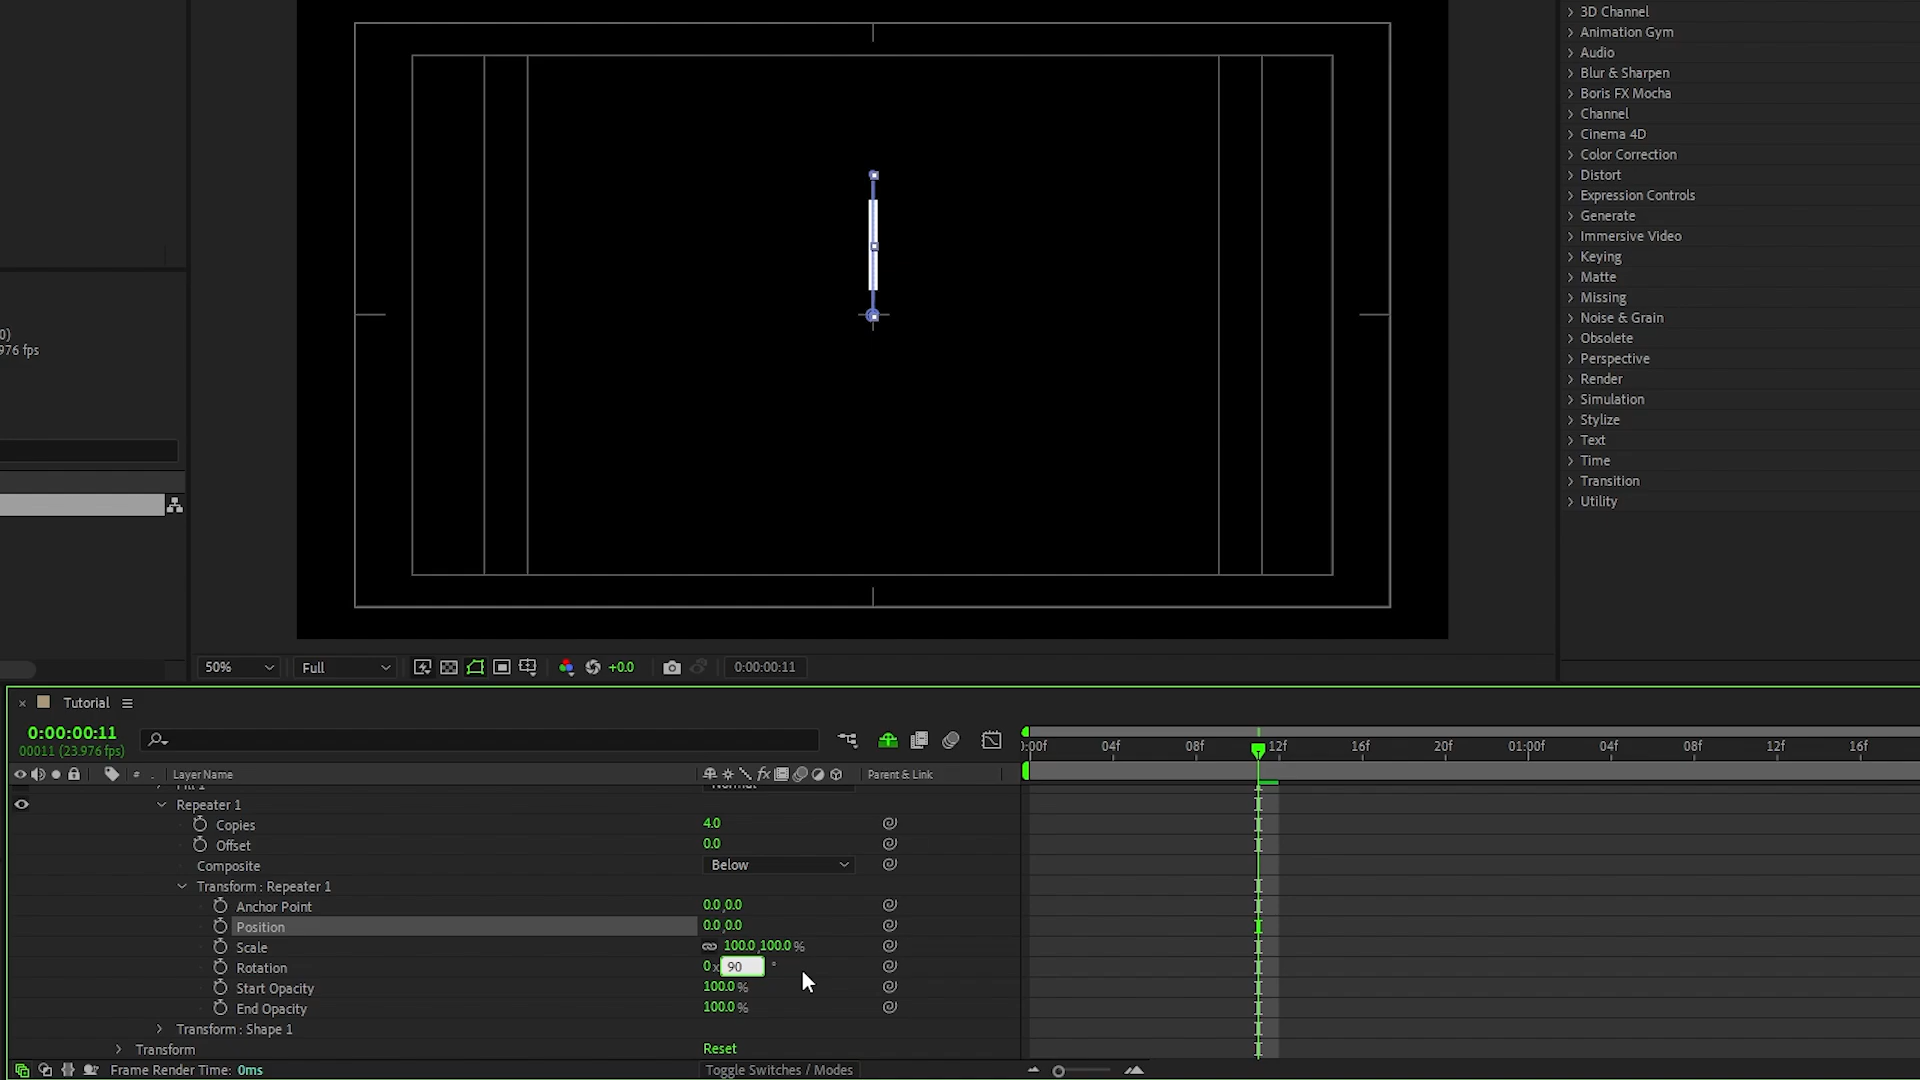 3D Channel
Animation Gym
Audio
Blur & Sharpen
Boris FX Mocha
Channel
Cinema 4D
Color Correction
Distort
Expression Controls
Generate
Immersive Video
Keying
Matte
Missing
Noise & Grain
Obsolete
Perspective
Render
Simulation
Stylize
Text
Time
Transition
Utility
0)
976 fps
50%
Full
+0.0
0:00:00:11
Tutorial
0:00:00:11
00011 (23.976 fps)
:00f 04f 08f 12f 16f 20f 01:00f 04f 08f 12f 16f
# . Layer Name fx Parent & Link
Fill 1 Normal
Repeater 1
Copies 4.0
Offset 0.0
Composite Below
Transform : Repeater 1
Anchor Point 0.0,0.0
Position 0.0,0.0
Scale 100.0,100.0 %
Rotation 0 x 90 °
Start Opacity 100.0 %
End Opacity 100.0 %
Transform : Shape 1
Transform Reset
Frame Render Time: 0ms Toggle Switches / Modes